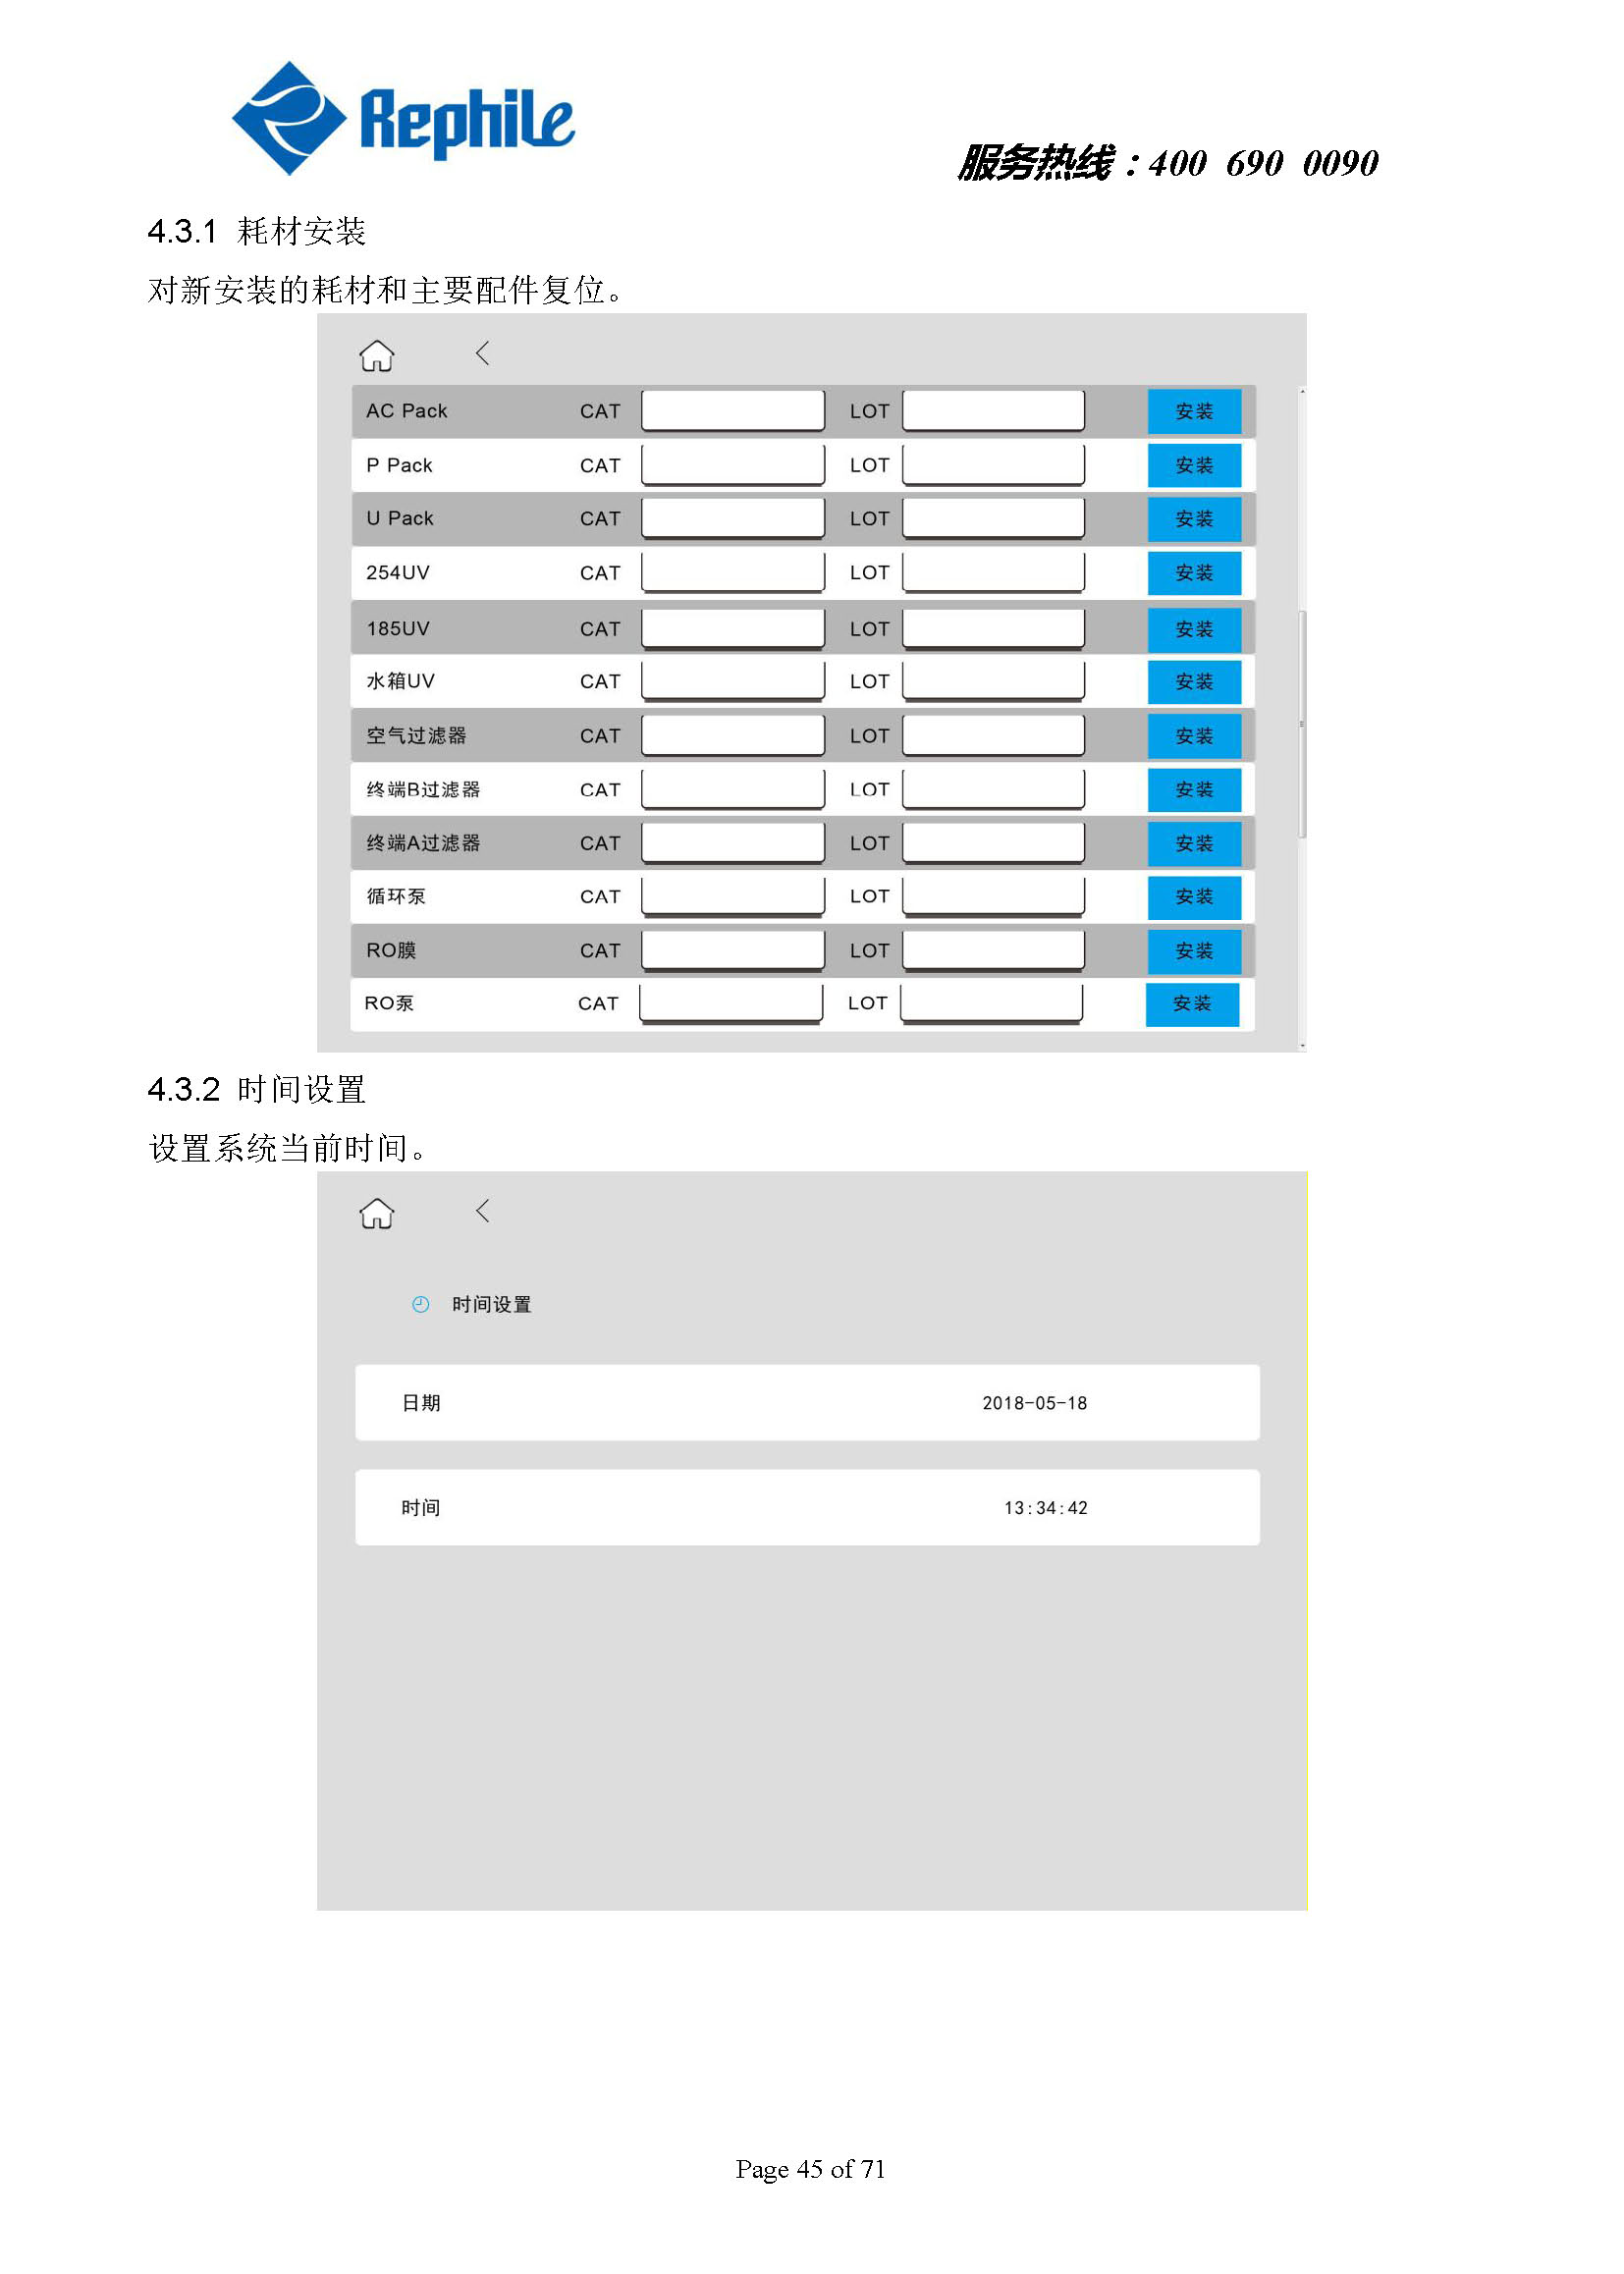 Rephile
服务热线：400 690 0090
4.3.1 耗材安装
对新安装的耗材和主要配件复位。
AC Pack CAT LOT 安装
P Pack CAT LOT 安装
U Pack CAT LOT 安装
254UV CAT LOT 安装
185UV CAT LOT 安装
水箱UV CAT LOT 安装
空气过滤器 CAT LOT 安装
终端B过滤器 CAT LOT 安装
终端A过滤器 CAT LOT 安装
循环泵 CAT LOT 安装
RO膜 CAT LOT 安装
RO泵 CAT LOT 安装
4.3.2 时间设置
设置系统当前时间。
时间设置
日期 2018-05-18
时间 13:34:42
Page 45 of 71